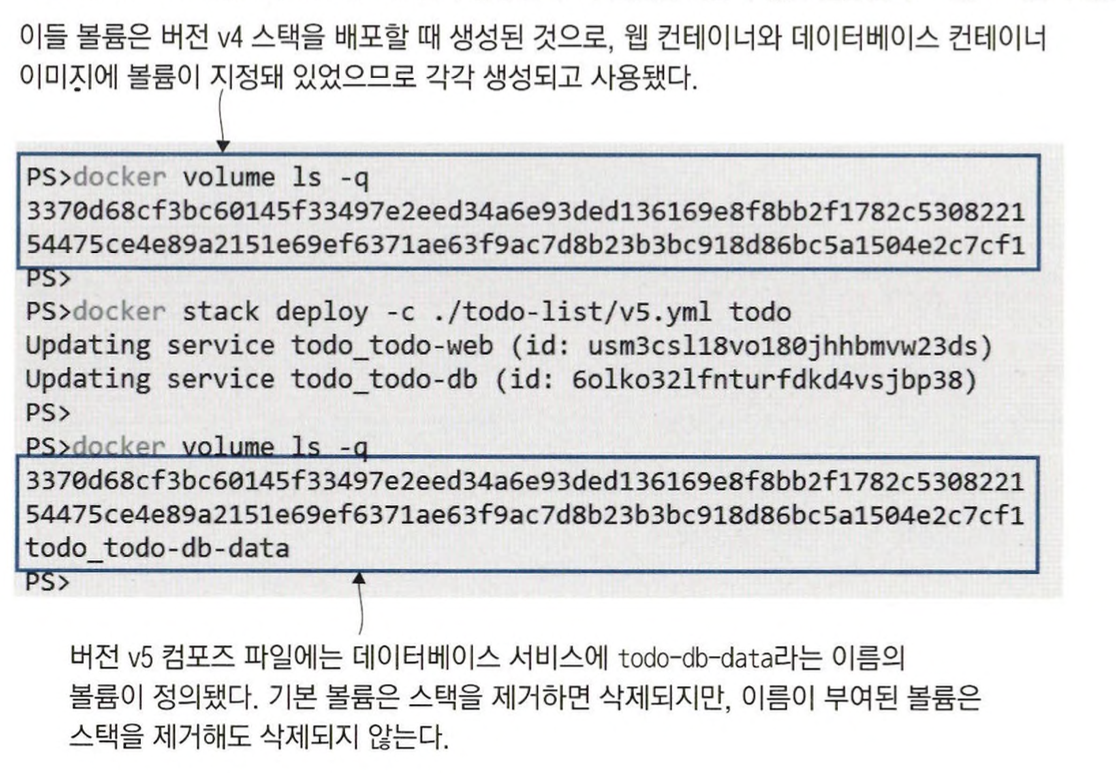 이들 볼륨은 버전 v4 스택을 배포할 때 생성된 것으로, 웹 컨테이너와 데이터베이스 컨테이너
이미지에 볼륨이 지정돼 있었으므로 각각 생성되고 사용됐다.
PS>docker volume ls -q
3370d68cf3bc60145f33497e2eed34a6e93ded136169e8f8bb2f1782c5308221
54475ce4e89a2151e69ef6371ae63f9ac7d8b23b3bc918d86bc5a1504e2c7cf1
PS>
PS>docker stack deploy -c ./todo-list/v5.yml todo
Updating service todo_todo-web (id: usm3csl18vo180jhhbmvw23ds)
Updating service todo_todo-db (id: 6olko32lfnturfdkd4vsjbp38)
PS>
PS>docker volume ls -q
3370d68cf3bc60145f33497e2eed34a6e93ded136169e8f8bb2f1782c5308221
54475ce4e89a2151e69ef6371ae63f9ac7d8b23b3bc918d86bc5a1504e2c7cf1
todo_todo-db-data
PS>
버전 v5 컴포즈 파일에는 데이터베이스 서비스에 todo-db-data라는 이름의
볼륨이 정의됐다. 기본 볼륨은 스택을 제거하면 삭제되지만, 이름이 부여된 볼륨은
스택을 제거해도 삭제되지 않는다.